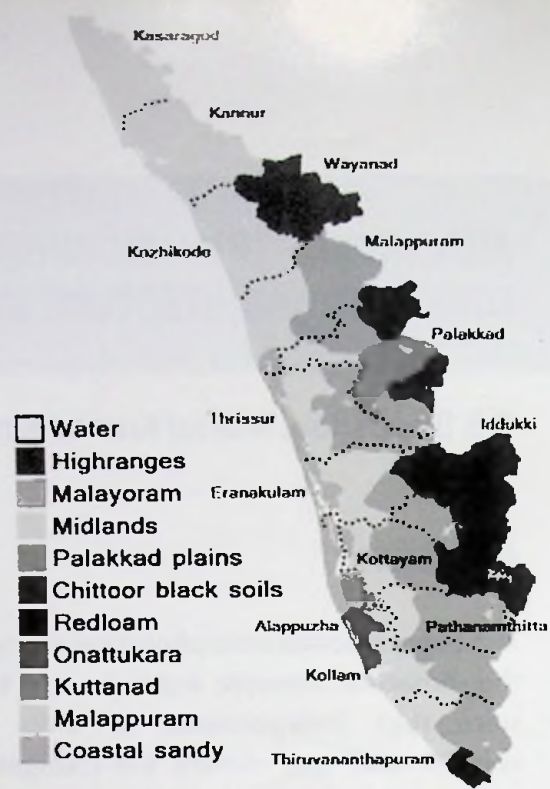 Kasaragod
Kannur
Wayanad
Kozhikode
Malappuram
Palakkad
Thrissur
Iddukki
Eranakulam
Kottayam
Alappuzha
Pathanamthitta
Kollam
Thiruvananthapuram
Water
Highranges
Malayoram
Midlands
Palakkad plains
Chittoor black soils
Redloam
Onattukara
Kuttanad
Malappuram
Coastal sandy